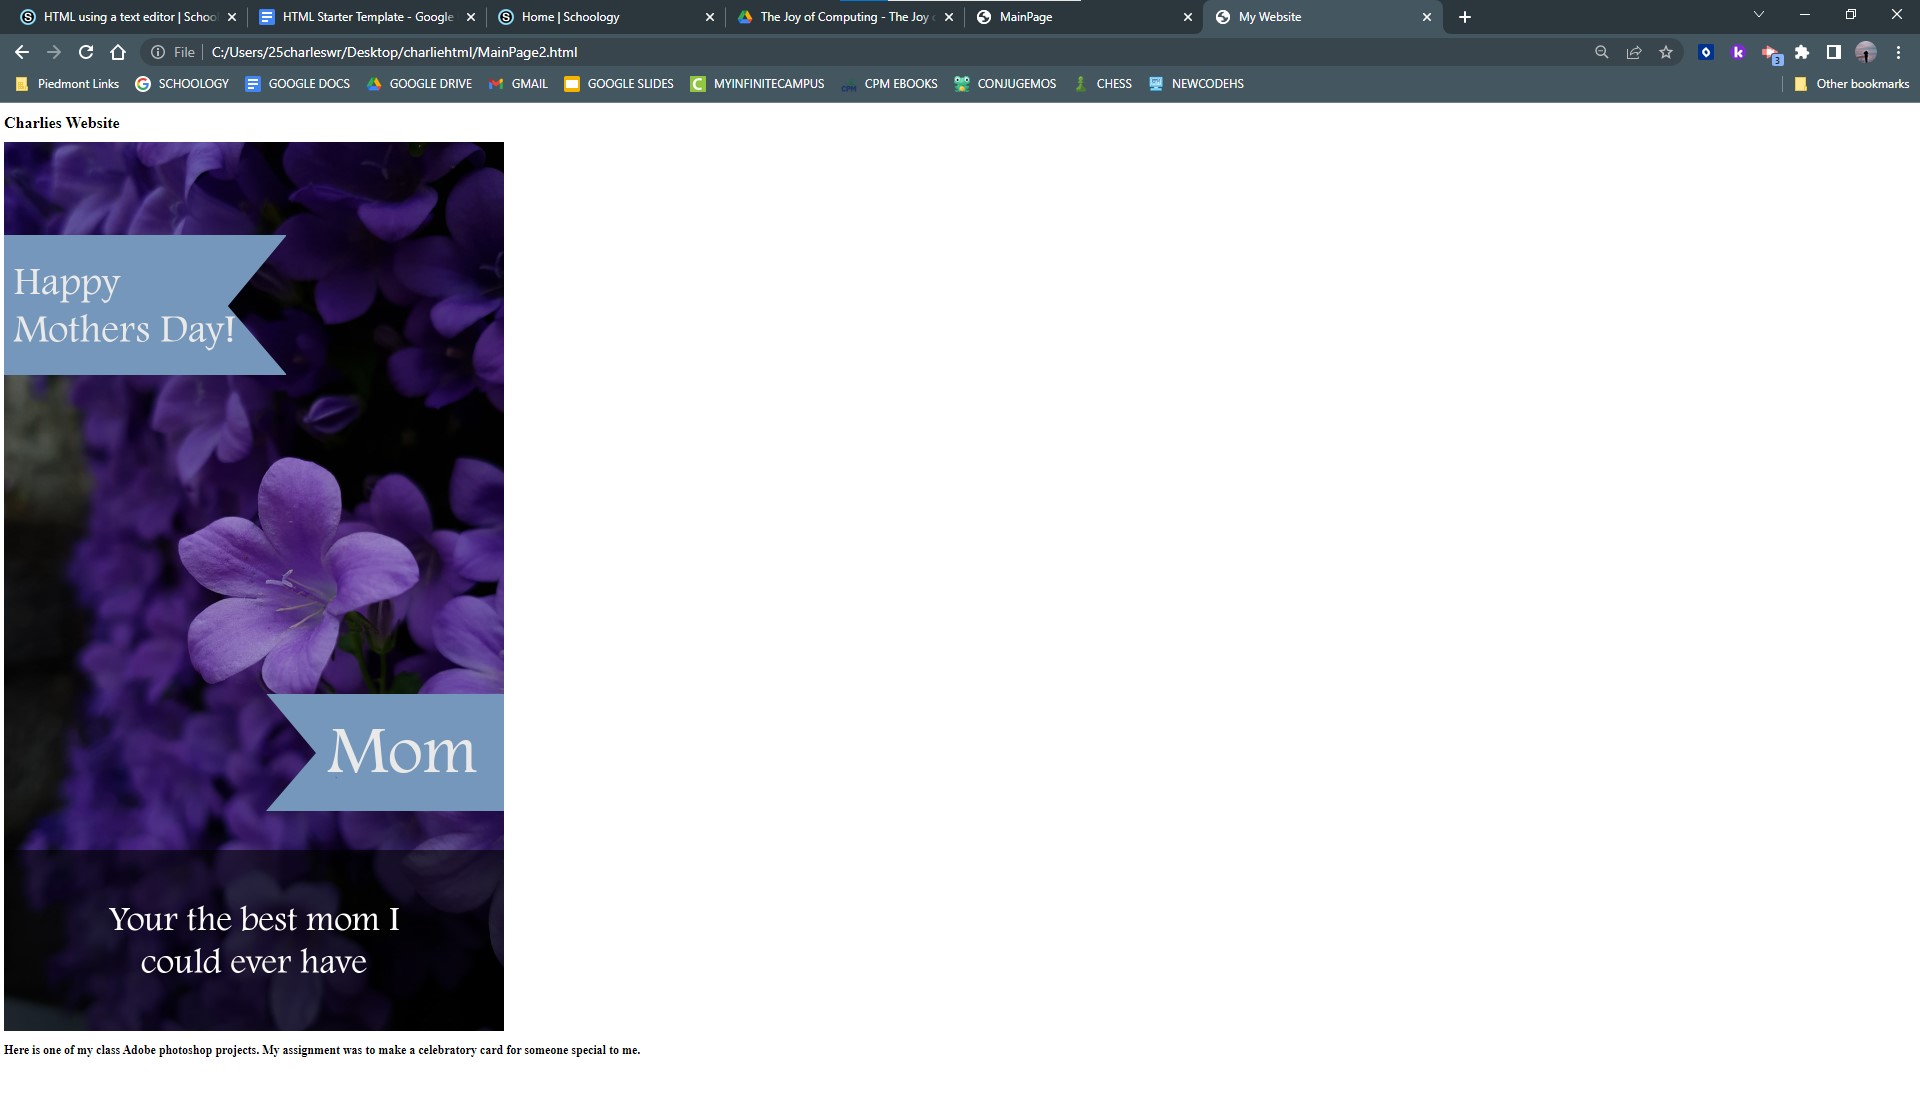 HTML using a text editor | Schoo
HTML Starter Template - Google
Home | Schoology
The Joy of Computing - The Joy
MainPage
My Website
File
C:/Users/25charleswr/Desktop/charliehtml/MainPage2.html
3
Piedmont Links
SCHOOLOGY
GOOGLE DOCS
GOOGLE DRIVE
GMAIL
GOOGLE SLIDES
MYINFINITECAMPUS
CPM EBOOKS
CONJUGEMOS
CHESS
NEWCODEHS
Other bookmarks
Charlies Website
Happy
Mothers Day!
Mom
Your the best mom I
could ever have
Here is one of my class Adobe photoshop projects. My assignment was to make a celebratory card for someone special to me.